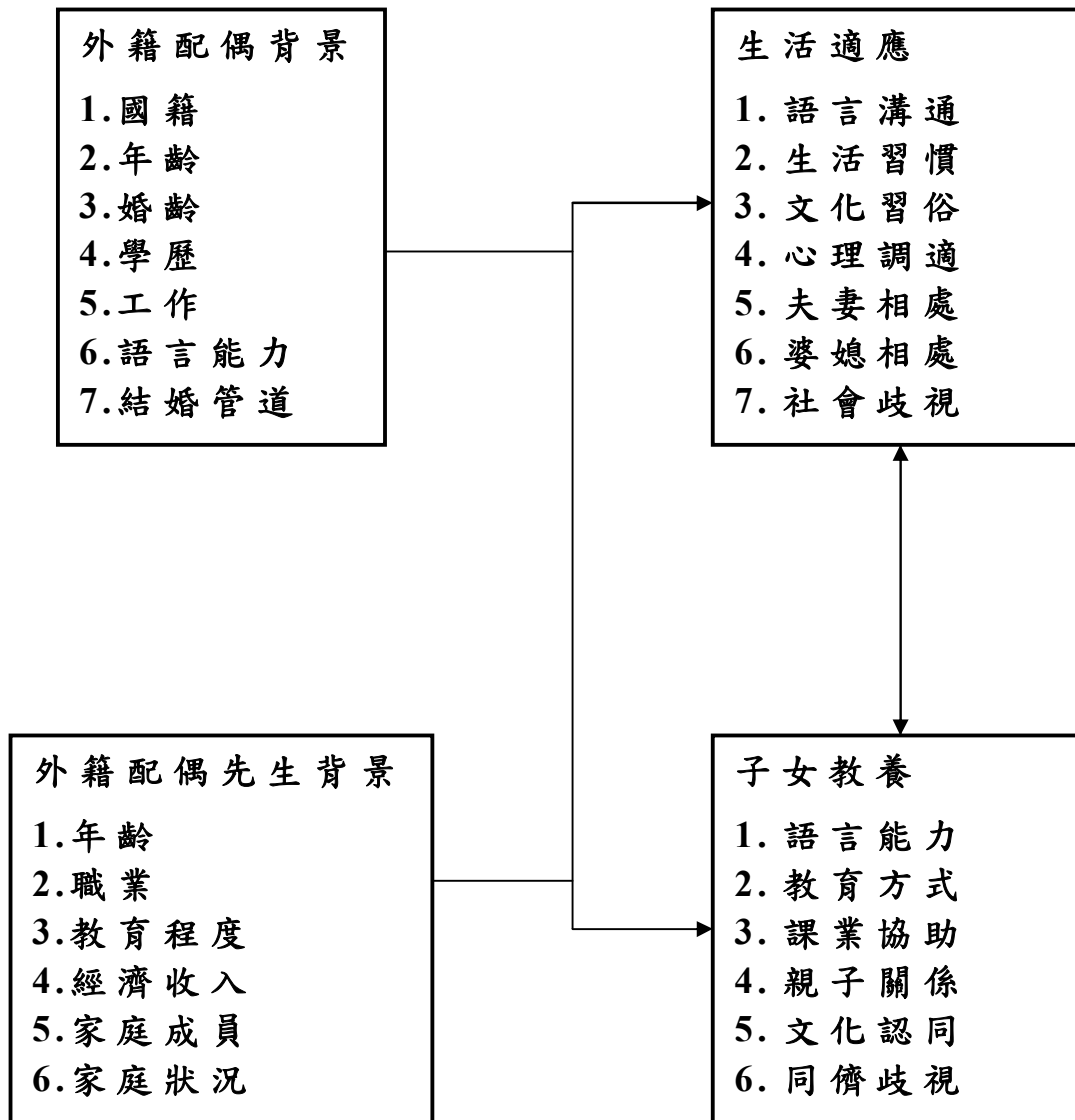 外籍配偶背景
1.國籍
2.年齡
3.婚齡
4.學歷
5.工作
6.語言能力
7.結婚管道
生活適應
1. 語言溝通
2. 生活習慣
3. 文化習俗
4. 心理調適
5. 夫妻相處
6. 婆媳相處
7. 社會歧視
外籍配偶先生背景
1.年齡
2.職業
3.教育程度
4.經濟收入
5.家庭成員
6.家庭狀況
子女教養
1. 語言能力
2. 教育方式
3. 課業協助
4. 親子關係
5. 文化認同
6. 同儕歧視